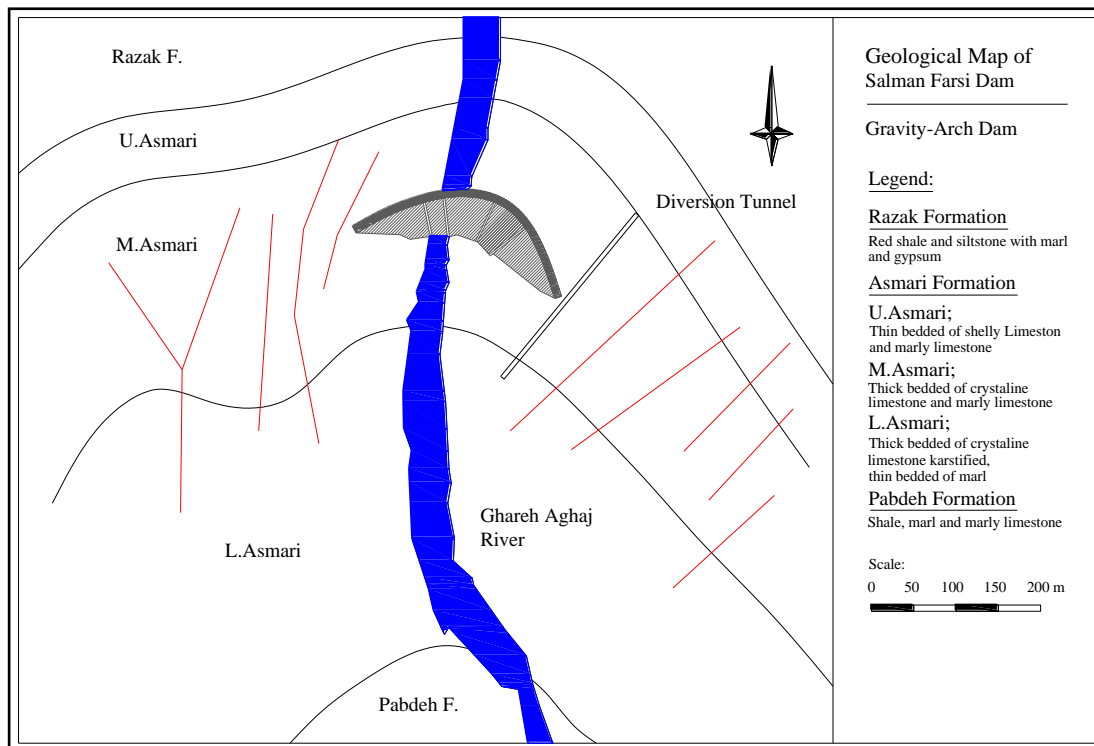 Razak F.
U.Asmari
M.Asmari
Diversion Tunnel
Ghareh Aghaj
River
L.Asmari
Pabdeh F.
Geological Map of
Salman Farsi Dam
Gravity-Arch Dam
Legend:
Razak Formation
Red shale and siltstone with marl
and gypsum
Asmari Formation
U.Asmari;
Thin bedded of shelly Limeston
and marly limestone
M.Asmari;
Thick bedded of crystaline
limestone and marly limestone
L.Asmari;
Thick bedded of crystaline
limestone karstified,
thin bedded of marl
Pabdeh Formation
Shale, marl and marly limestone
Scale:
0 50 100 150 200 m